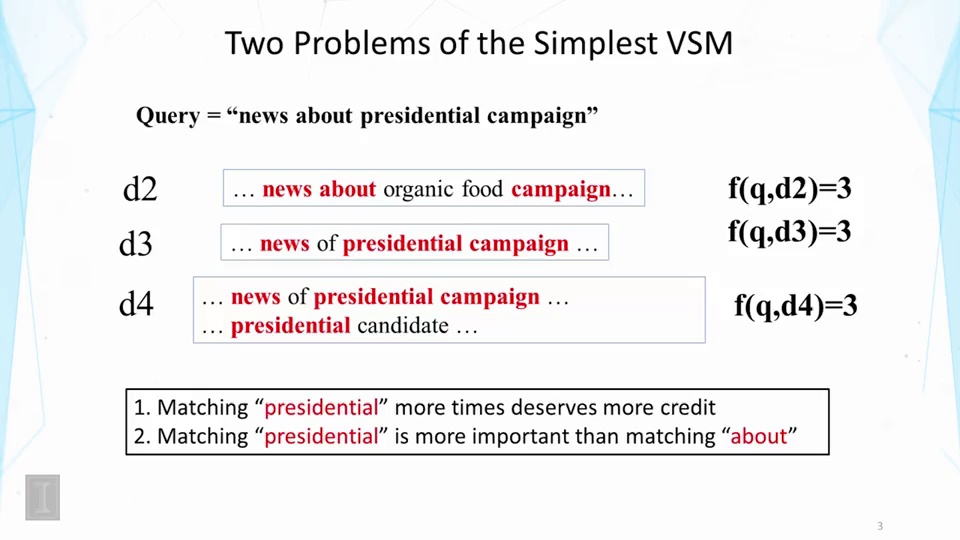 Two Problems of the Simplest VSM
Query = “news about presidential campaign”
d2
… news about organic food campaign…
f(q,d2)=3
d3
… news of presidential campaign …
f(q,d3)=3
d4
… news of presidential campaign …
… presidential candidate …
f(q,d4)=3
1. Matching “presidential” more times deserves more credit
2. Matching “presidential” is more important than matching “about”
I
3